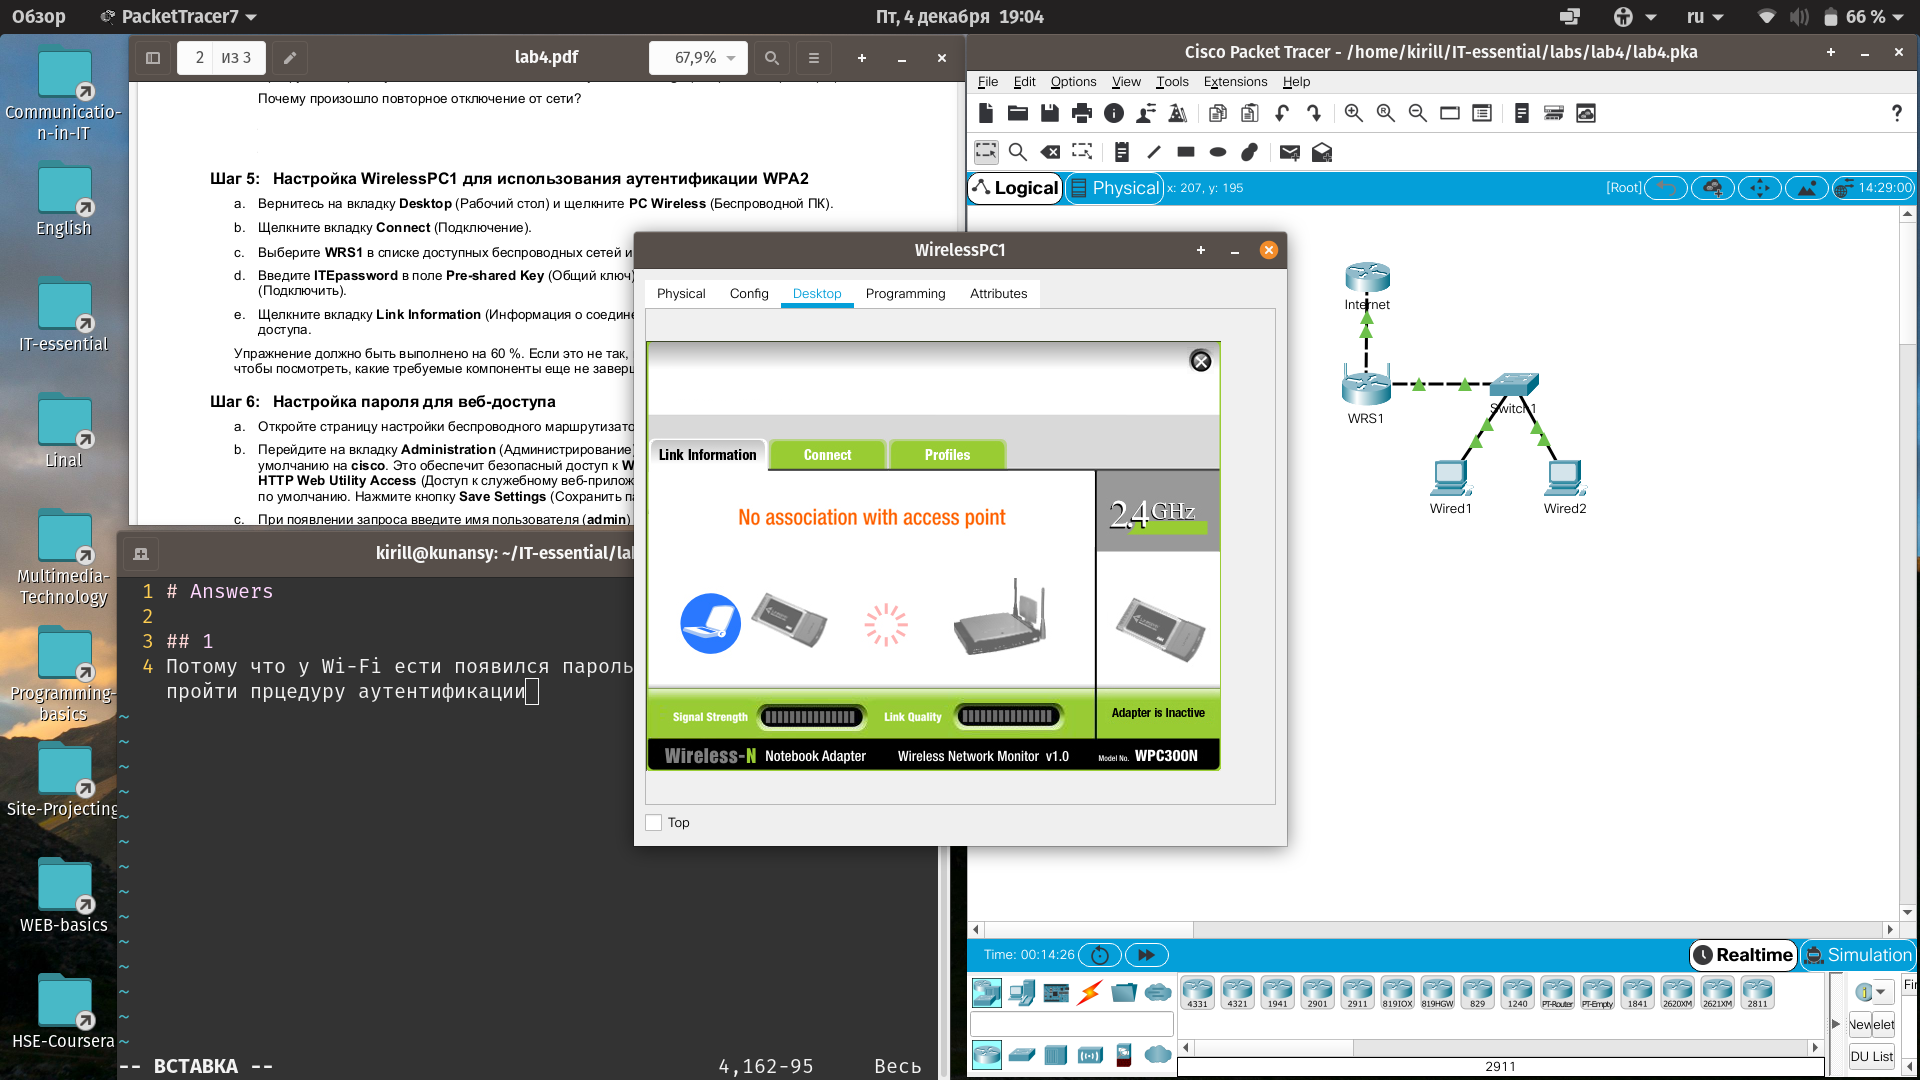 Обзор
PacketTracer7
Пт, 4 декабря 19:04
ru
66 %
Communicatio-
n-in-IT
English
IT-essential
Linal
Multimedia-
Technology
Programming-
basics
Site-Projecting
WEB-basics
HSE-Coursera
2 из 3
lab4.pdf
67,9%
Почему произошло повторное отключение от сети?
Шаг 5: Настройка WirelessPC1 для использования аутентификации WPA2
a. Вернитесь на вкладку Desktop (Рабочий стол) и щелкните PC Wireless (Беспроводной ПК).
b. Щелкните вкладку Connect (Подключение).
c. Выберите WRS1 в списке доступных беспроводных сетей и
d. Введите ITEpassword в поле Pre-shared Key (Общий ключ)
(Подключить).
e. Щелкните вкладку Link Information (Информация о соедине
доступа.
Упражнение должно быть выполнено на 60 %. Если это не так,
чтобы посмотреть, какие требуемые компоненты еще не заверш
Шаг 6: Настройка пароля для веб-доступа
a. Откройте страницу настройки беспроводного маршрутизато
b. Перейдите на вкладку Administration (Администрирование)
умолчанию на cisco. Это обеспечит безопасный доступ к W
HTTP Web Utility Access (Доступ к служебному веб-прилож
по умолчанию. Нажмите кнопку Save Settings (Сохранить па
c. При появлении запроса введите имя пользователя (admin)
kirill@kunansy: ~/IT-essential/lab
1 # Answers
2
3 ## 1
4 Потому что у Wi-Fi ести появился пароль
пройти прцедуру аутентификации
~
~
~
~
~
~
~
~
~
~
~
~
~
~
-- ВСТАВКА --
4,162-95
Весь
Cisco Packet Tracer - /home/kirill/IT-essential/labs/lab4/lab4.pka
File Edit Options View Tools Extensions Help
?
Logical
Physical
x: 207, y: 195
[Root]
14:29:00
Internet
WRS1
Switch1
Wired1
Wired2
WirelessPC1
Physical Config Desktop Programming Attributes
Link Information
Connect
Profiles
No association with access point
2.4GHz
Signal Strength
Link Quality
Adapter is Inactive
Wireless-N Notebook Adapter
Wireless Network Monitor v1.0
Model No. WPC300N
Top
Time: 00:14:26
Realtime
Simulation
4331
4321
1941
2901
2911
819IOX
819HGW
829
1240
PT-Router
PT-Empty
1841
2620XM
2621XM
2811
2911
Fir
New
elet
DU List